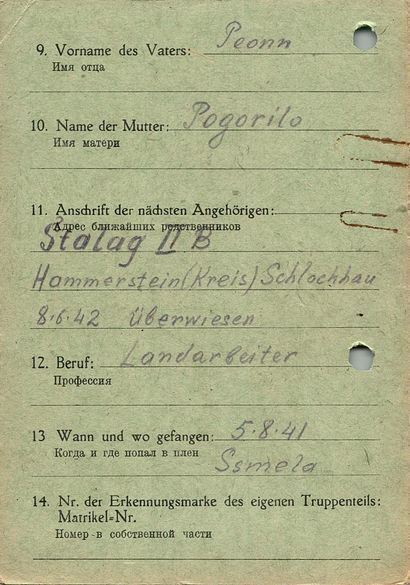 9. Vorname des Vaters: Peonn
Имя отца
10. Name der Mutter: Pogorilo
Имя матери
11. Anschrift der nächsten Angehörigen:
Адрес ближайших родственников
Stalag II B
Hammerstein (Kreis) Schlochhau
8.6.42 Überwiesen
12. Beruf: Landarbeiter
Профессия
13 Wann und wo gefangen: 5.8.41
Когда и где попал в плен
Ssmela
14. Nr. der Erkennungsmarke des eigenen Truppenteils:
Matrikel-Nr.
Номер в собственной части